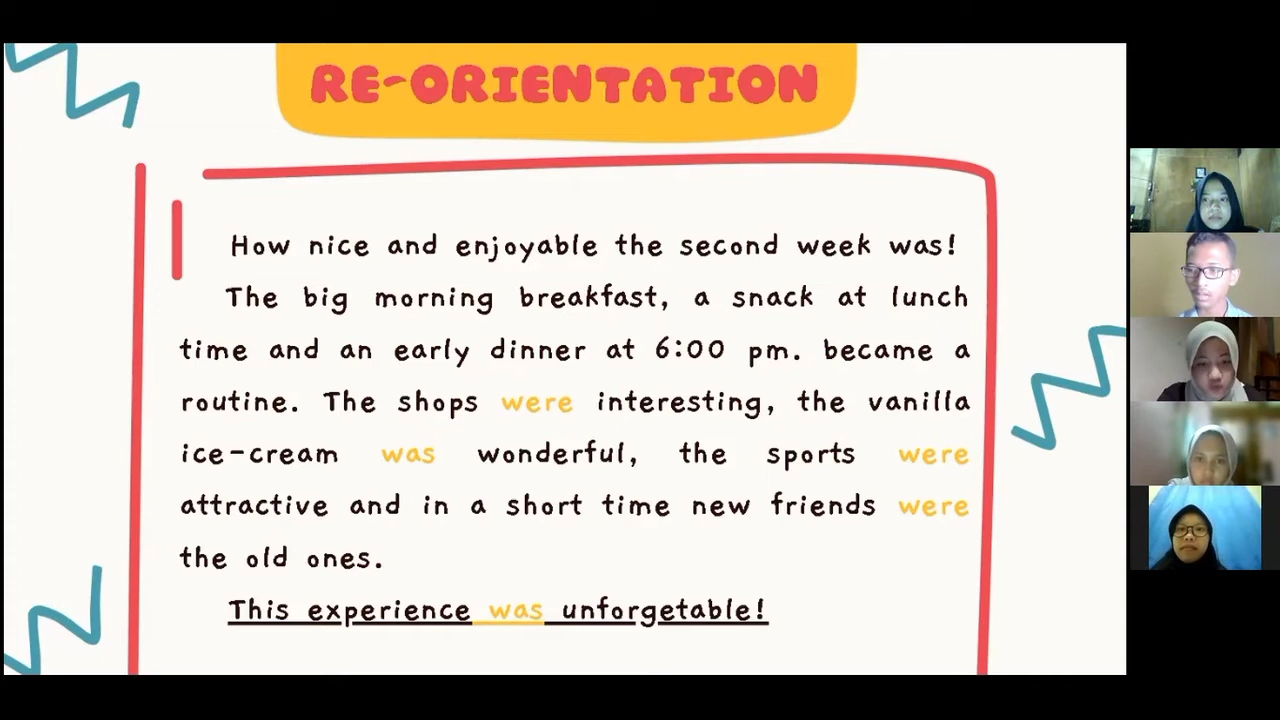 RE-ORIENTATION
How nice and enjoyable the second week was!
The big morning breakfast, a snack at lunch
time and an early dinner at 6:00 pm. became a
routine. The shops were interesting, the vanilla
ice-cream was wonderful, the sports were
attractive and in a short time new friends were
the old ones.
This experience was unforgetable!